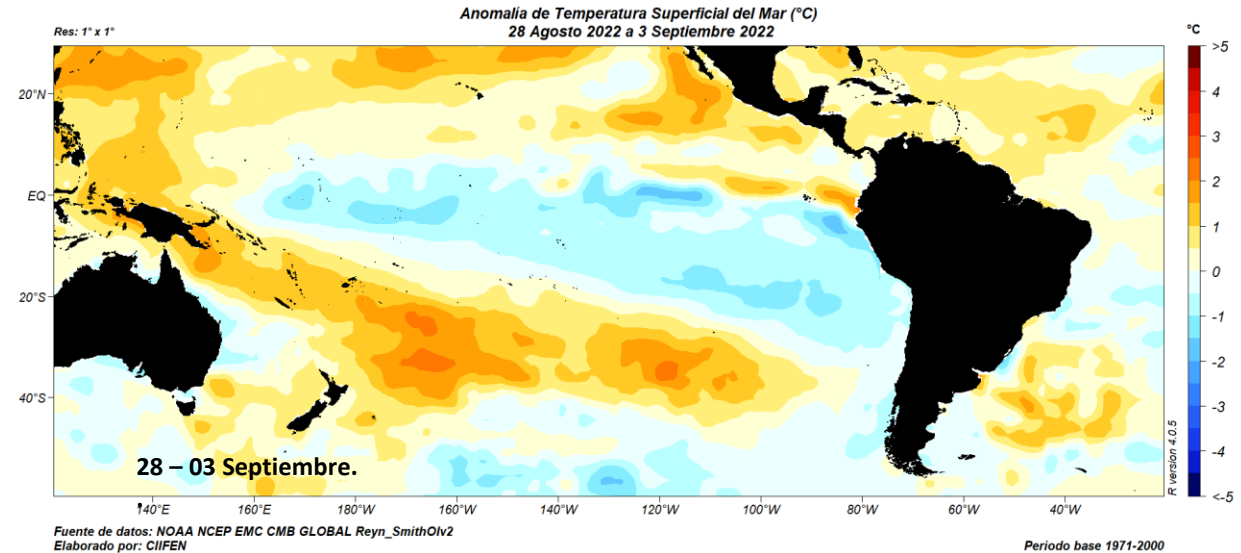 Anomalía de Temperatura Superficial del Mar (°C)
Res: 1° x 1°
28 Agosto 2022 a 3 Septiembre 2022
°C
>5
4
3
2
1
0
-1
-2
-3
-4
<-5
20°N
EQ
20°S
40°S
28 – 03 Septiembre.
R version 4.0.5
140°E
160°E
180°
160°W
140°W
120°W
100°W
80°W
60°W
40°W
Fuente de datos: NOAA NCEP EMC CMB GLOBAL Reyn_SmithOIv2
Elaborado por: CIIFEN
Periodo base 1971-2000